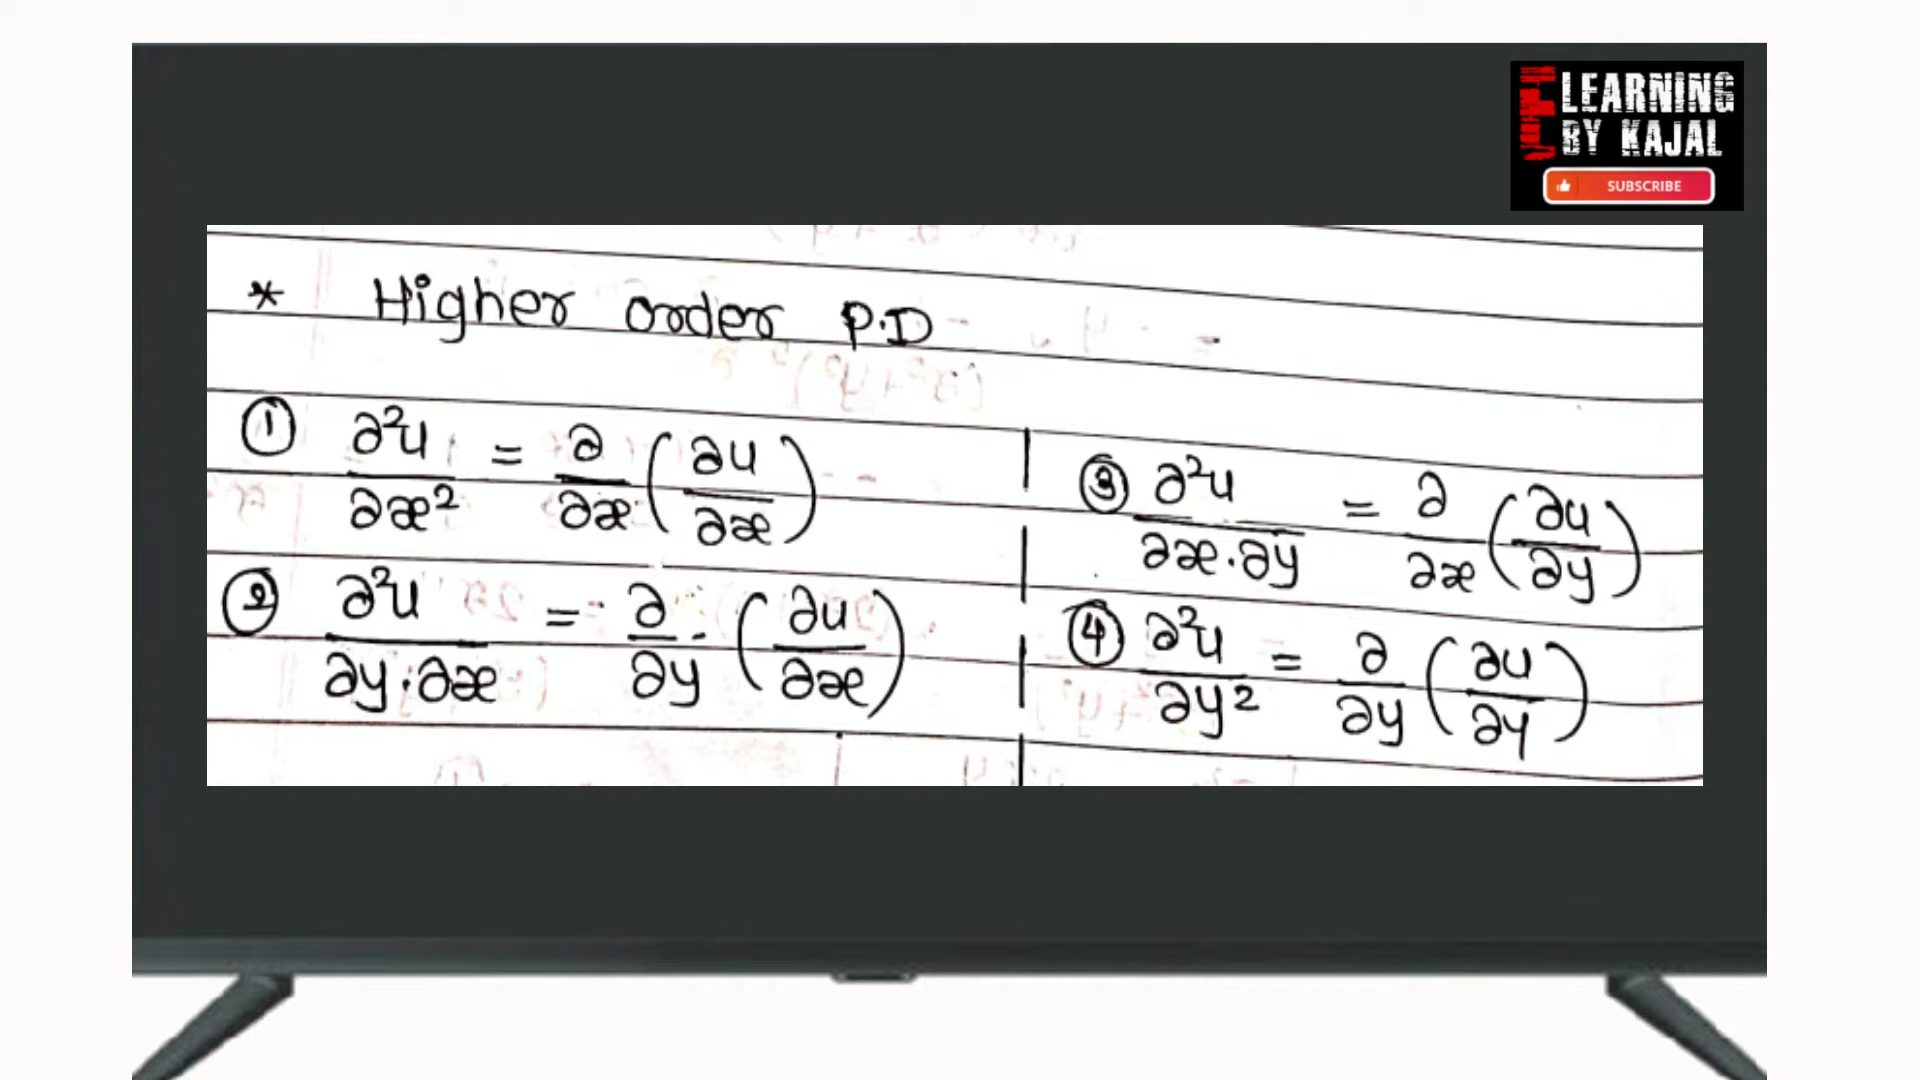 LEARNING
BY KAJAL
SUBSCRIBE
* Higher order P.D
① ∂²u/∂x² = ∂/∂x (∂u/∂x)
② ∂²u/∂y·∂x = ∂/∂y (∂u/∂x)
③ ∂²u/∂x·∂y = ∂/∂x (∂u/∂y)
④ ∂²u/∂y² = ∂/∂y (∂u/∂y)